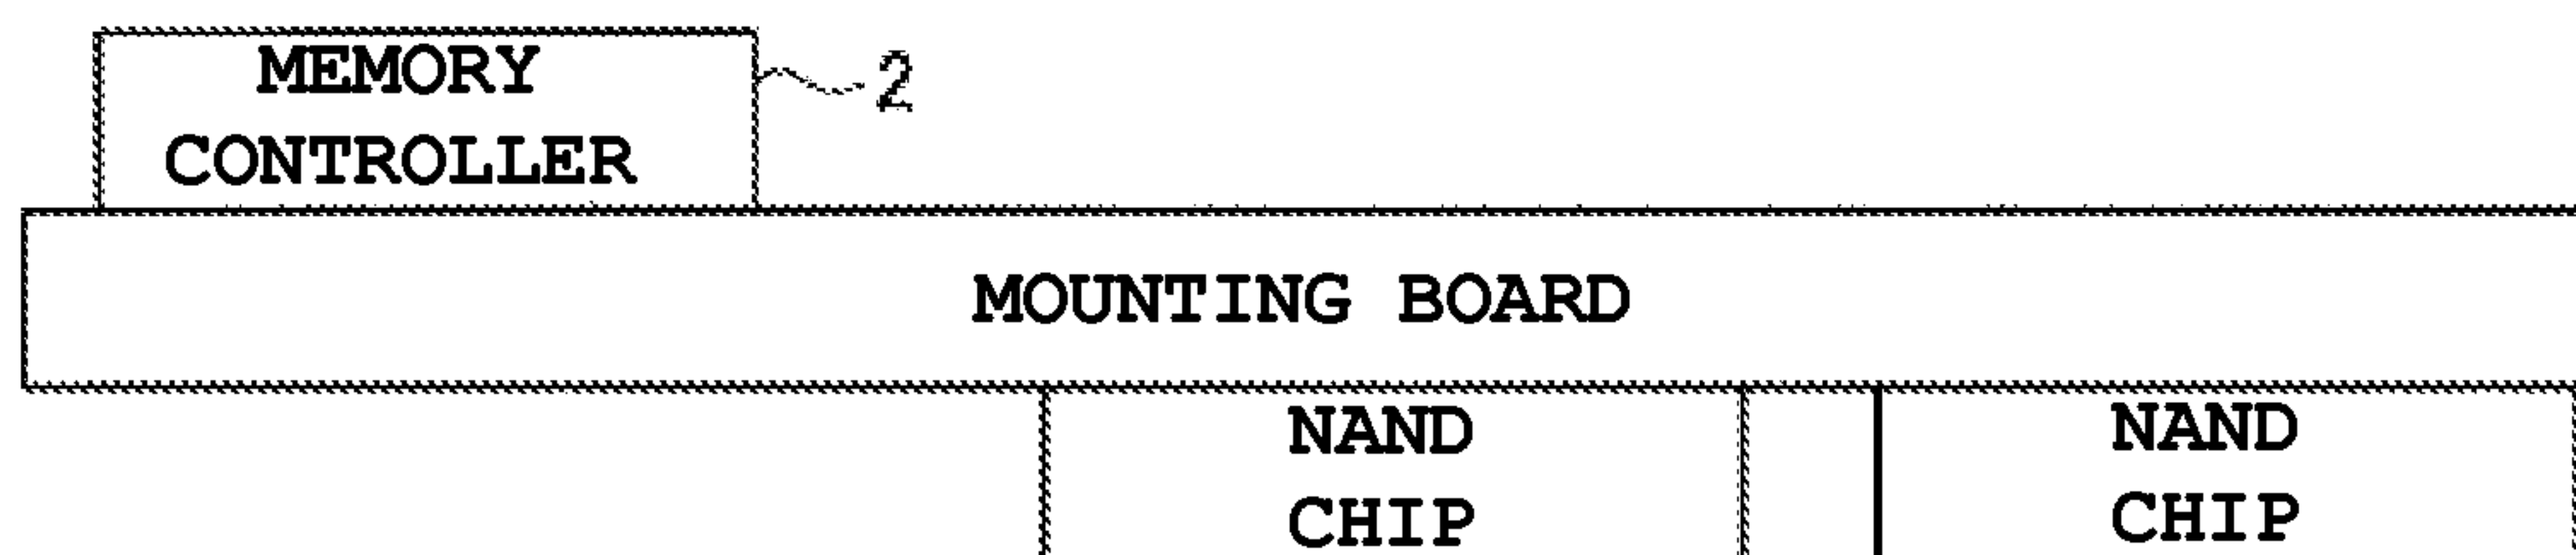 MEMORY
CONTROLLER
2
MOUNTING BOARD
NAND
CHIP
NAND
CHIP